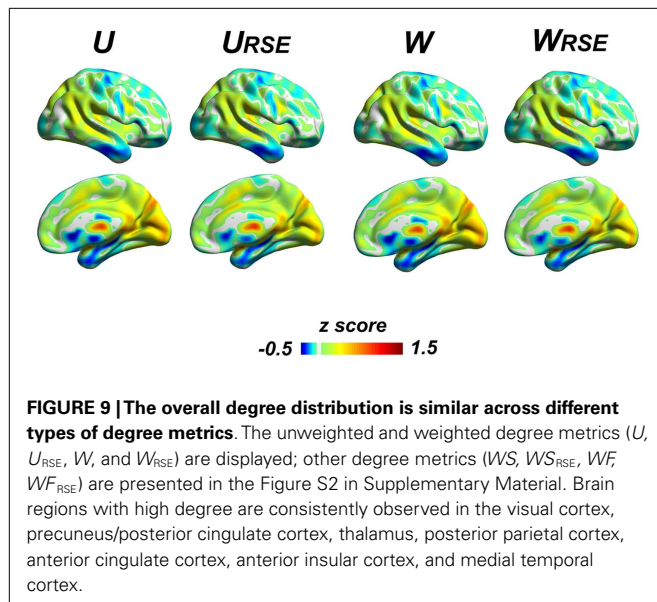 U URSE W WRSE
z score
-0.5 1.5
FIGURE 9 | The overall degree distribution is similar across different
types of degree metrics. The unweighted and weighted degree metrics (U,
URSE, W, and WRSE) are displayed; other degree metrics (WS, WSRSE, WF,
WFRSE) are presented in the Figure S2 in Supplementary Material. Brain
regions with high degree are consistently observed in the visual cortex,
precuneus/posterior cingulate cortex, thalamus, posterior parietal cortex,
anterior cingulate cortex, anterior insular cortex, and medial temporal
cortex.